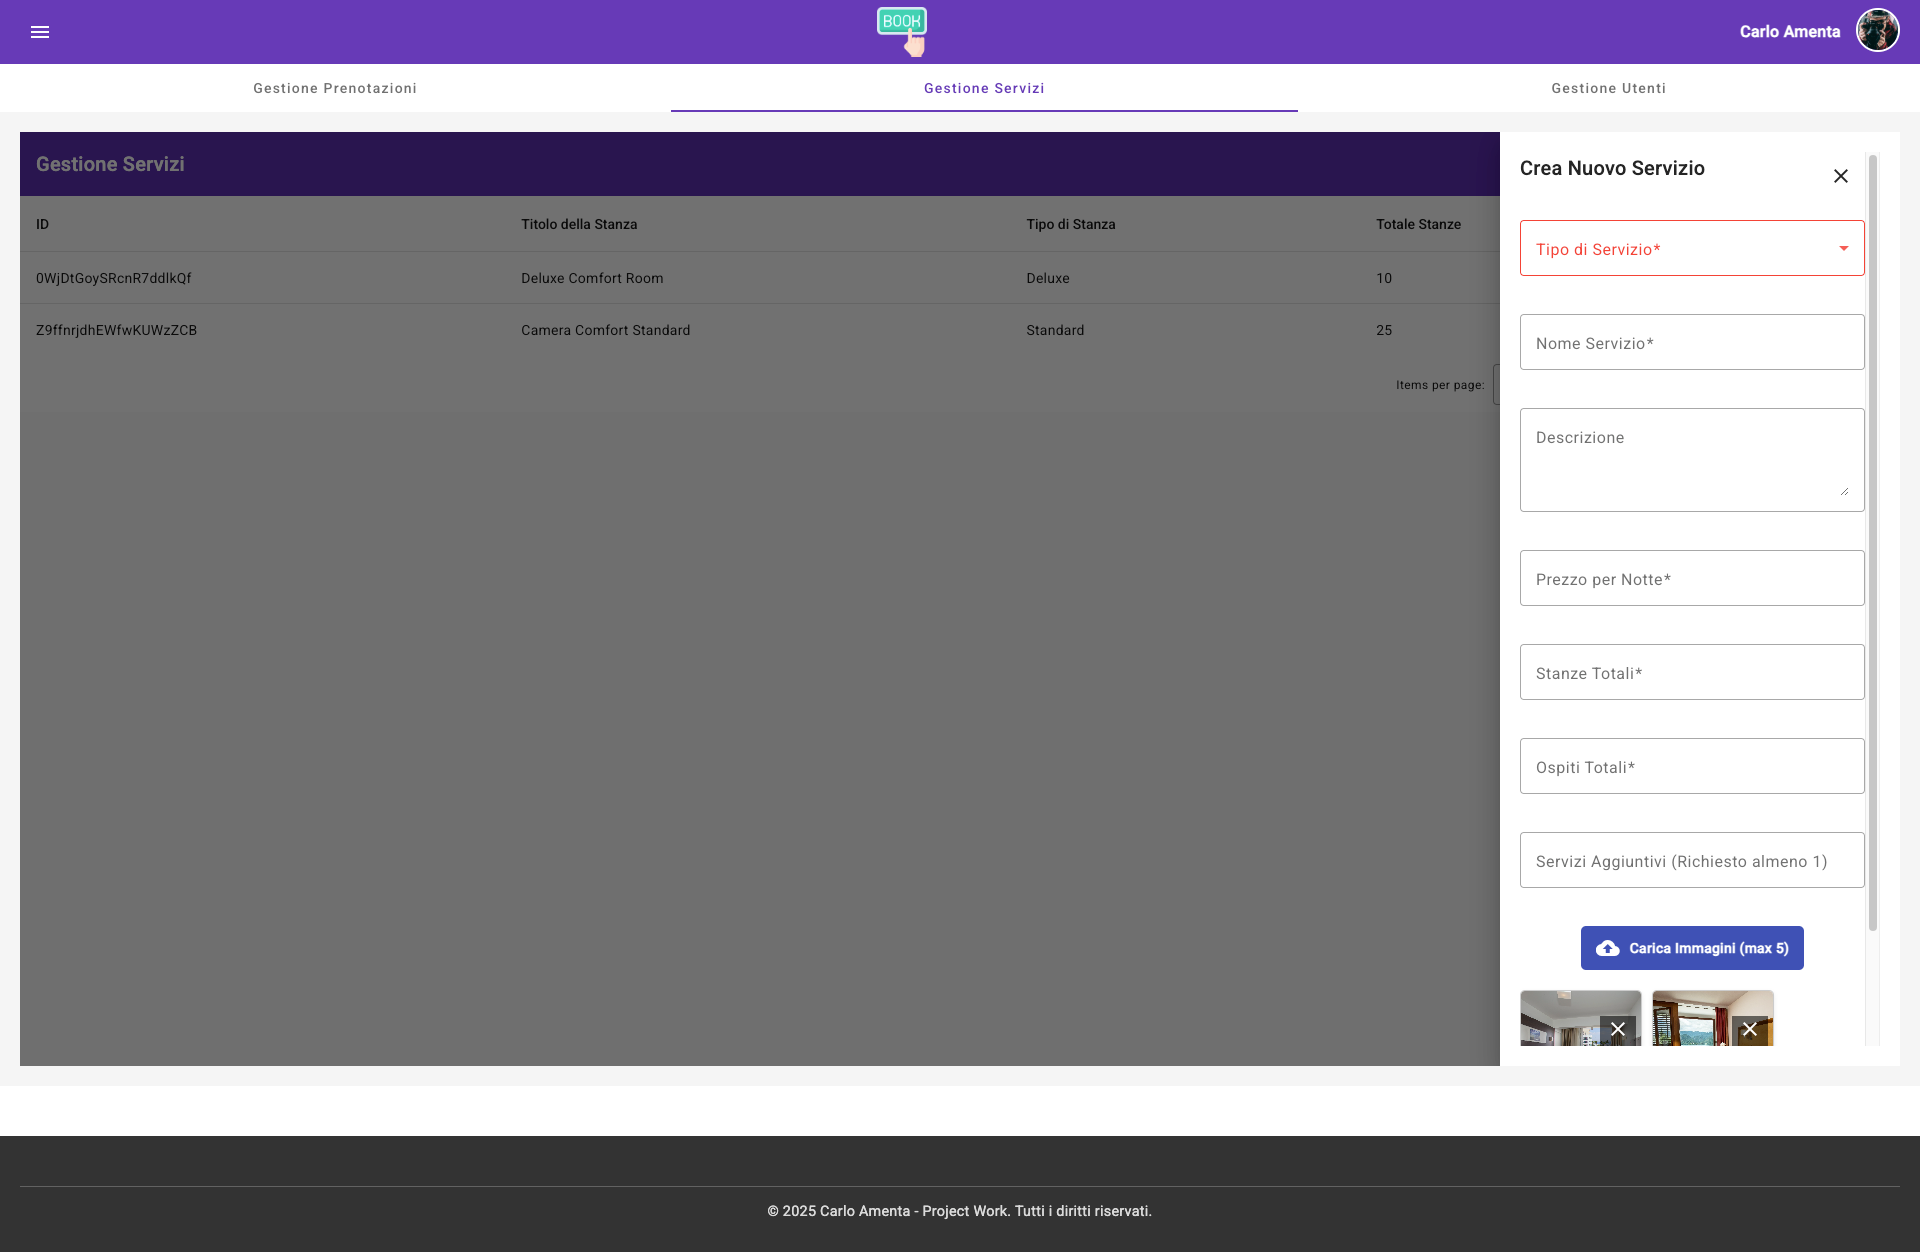 BOOK
Carlo Amenta
Gestione Prenotazioni
Gestione Servizi
Gestione Utenti
Gestione Servizi
ID
Titolo della Stanza
Tipo di Stanza
Totale Stanze
0WjDtGoySRcnR7ddlkQf
Deluxe Comfort Room
Deluxe
10
Z9ffnrjdhEWfwKUWzZCB
Camera Comfort Standard
Standard
25
Items per page:
Crea Nuovo Servizio
Tipo di Servizio*
Nome Servizio*
Descrizione
Prezzo per Notte*
Stanze Totali*
Ospiti Totali*
Servizi Aggiuntivi (Richiesto almeno 1)
Carica Immagini (max 5)
© 2025 Carlo Amenta - Project Work. Tutti i diritti riservati.